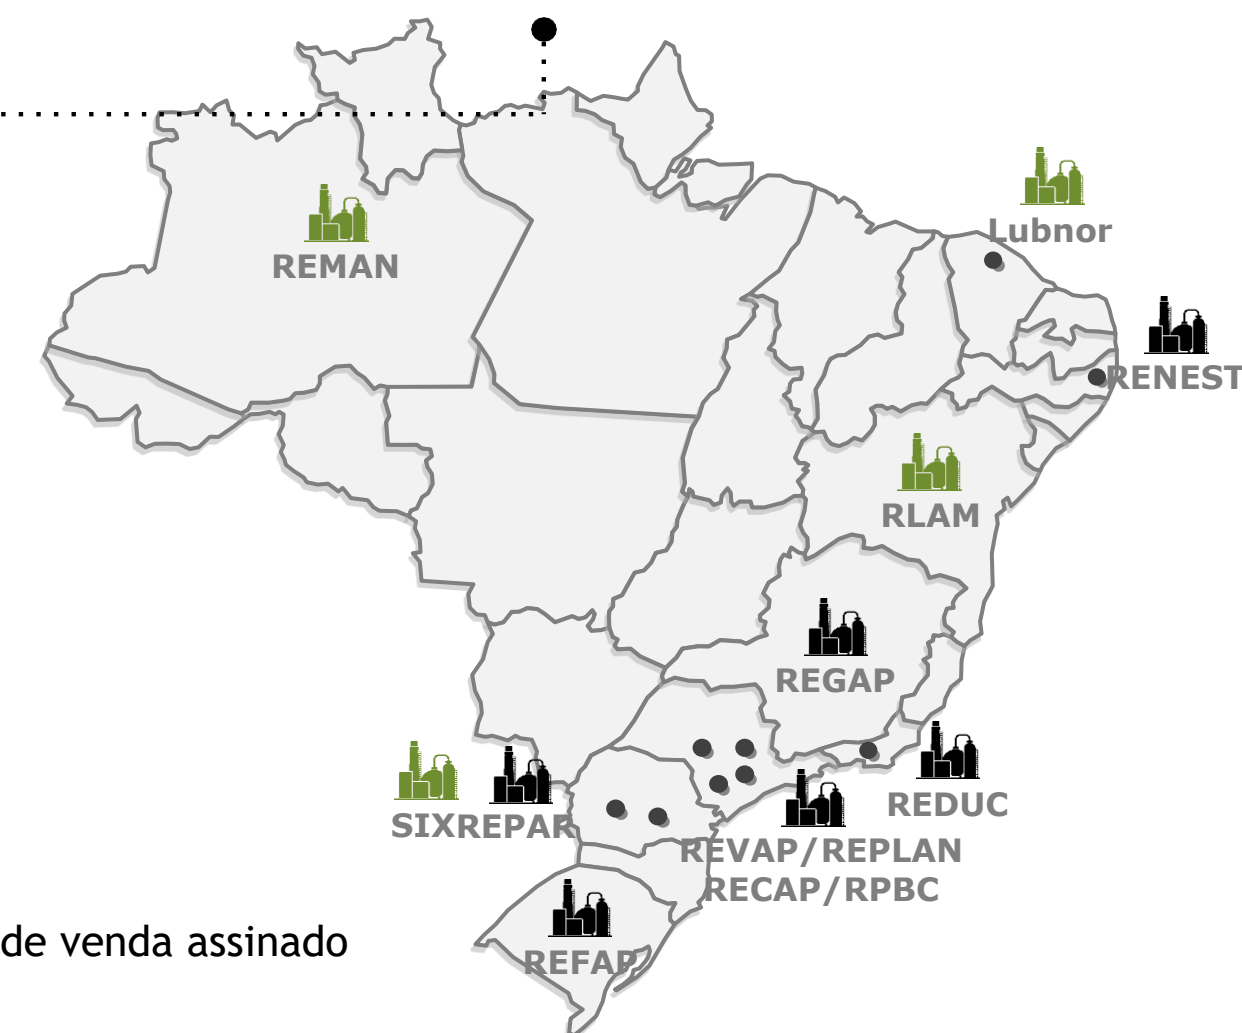 Lubnor
REMAN
RENEST
RLAM
REGAP
REDUC
SIX
REPAR
REVAP/REPLAN
RECAP/RPBC
de venda assinado
REFAP